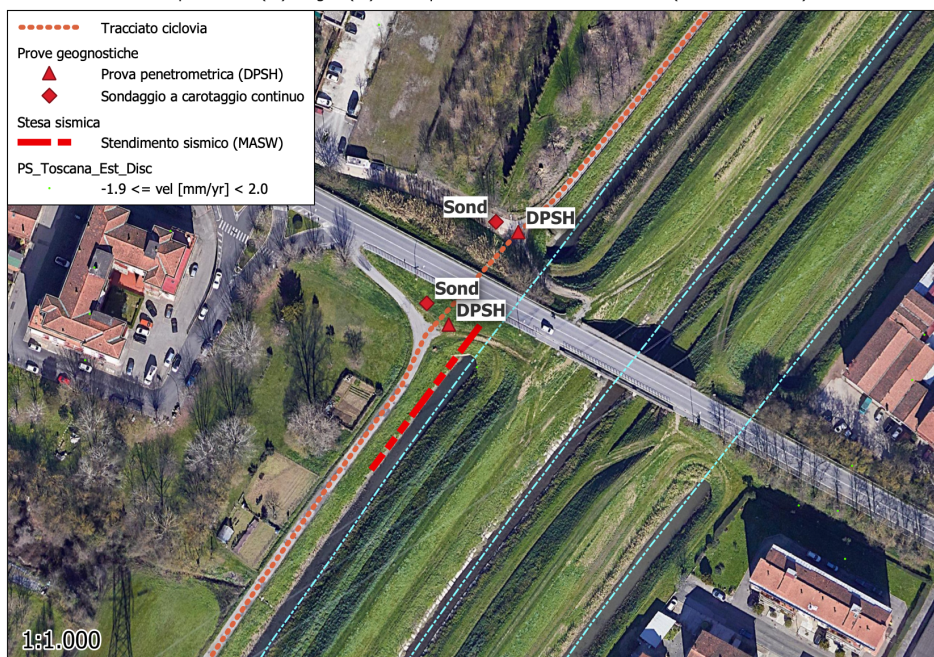 Tracciato ciclovia
Prove geognostiche
Prova penetrometrica (DPSH)
Sondaggio a carotaggio continuo
Stesa sismica
Stendimento sismico (MASW)
PS_Toscana_Est_Disc
-1.9 <= vel [mm/yr] < 2.0
Sond
DPSH
Sond
DPSH
1:1.000